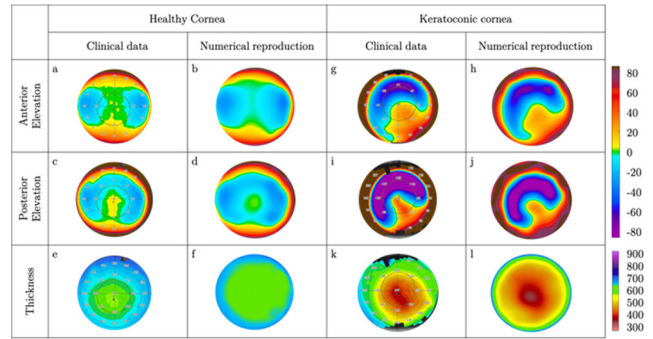 Healthy Cornea
Keratoconic cornea
Clinical data
Numerical reproduction
Clinical data
Numerical reproduction
Anterior
Elevation
a
b
g
h
80
60
40
20
0
-20
-40
-60
-80
Posterior
Elevation
c
d
i
j
Thickness
e
f
k
l
900
800
700
600
500
400
300